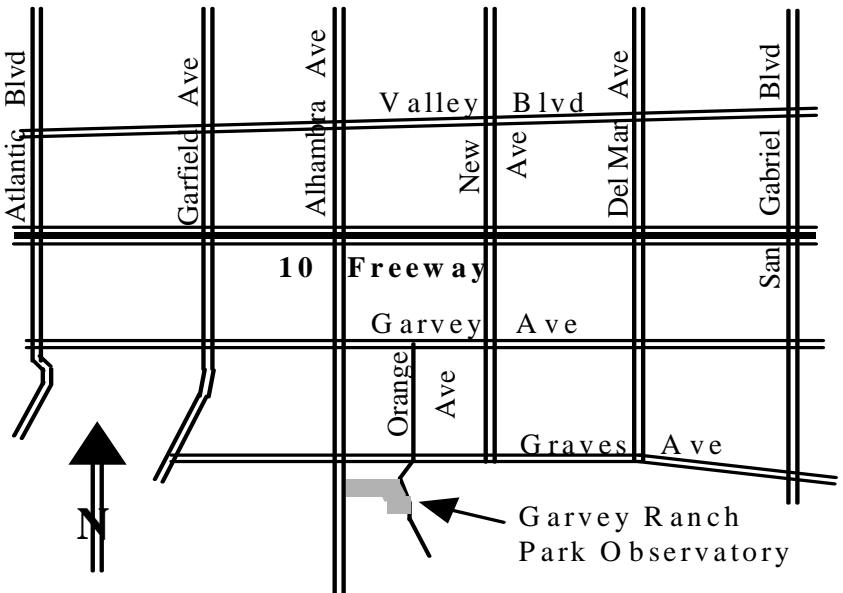 Atlantic Blvd
Garfield Ave
Alhambra Ave
Valley Blvd
New Ave
Del Mar Ave
San Gabriel Blvd
10 Freeway
Garvey Ave
Orange Ave
Graves Ave
N
Garvey Ranch
Park Observatory